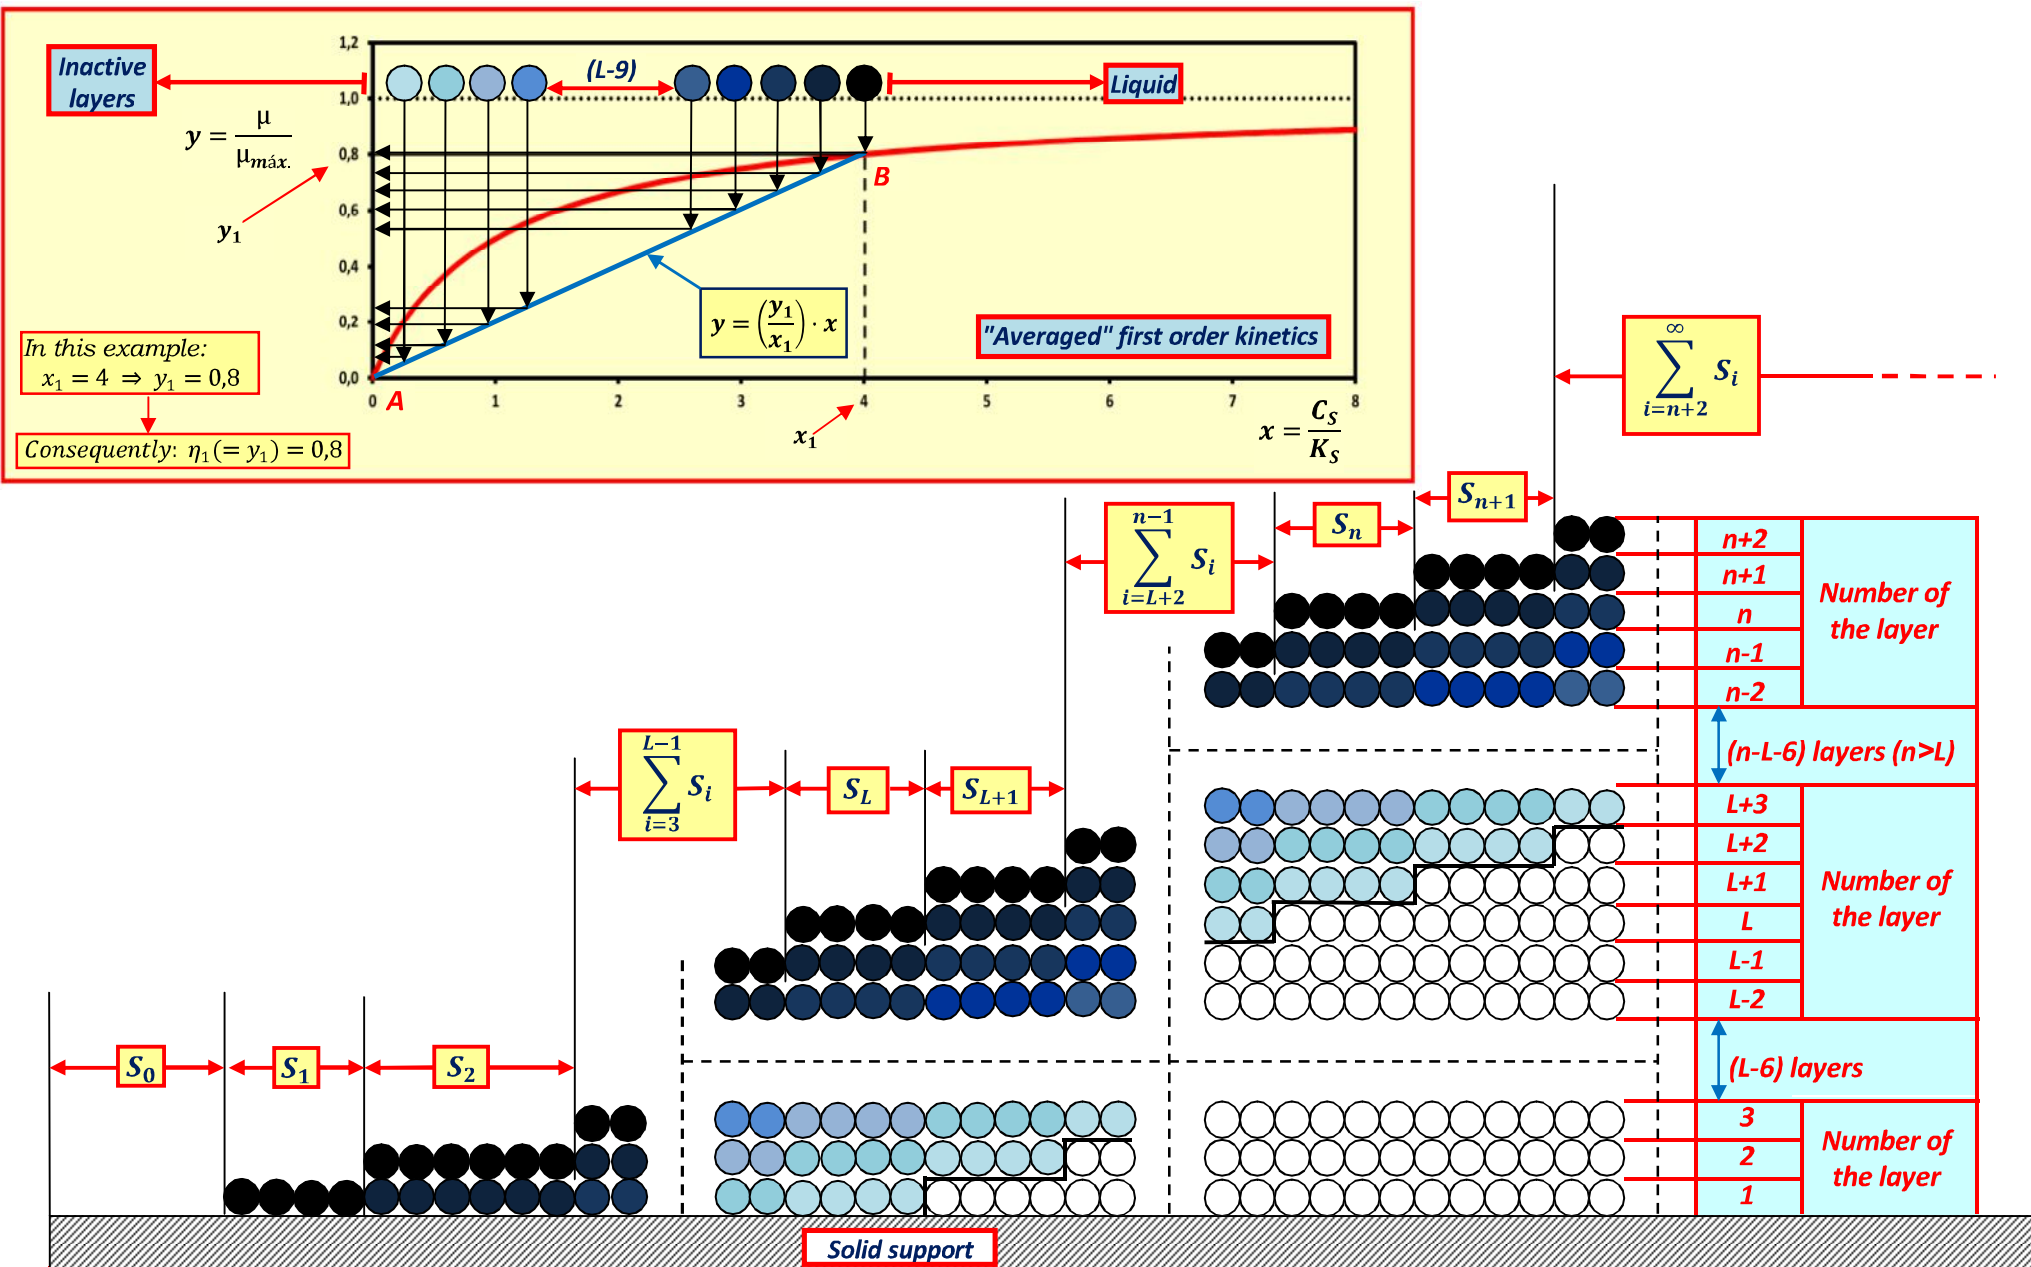 Inactive
layers
(L-9)
Liquid
y = μ / μmáx.
y₁
1,2
1,0
0,8
0,6
0,4
0,2
0,0
0
1
2
3
4
5
6
7
8
A
B
y = (y₁/x₁) · x
"Averaged" first order kinetics
x₁
x = C_S / K_S
In this example:
x₁ = 4 ⇒ y₁ = 0,8
Consequently: η₁(= y₁) = 0,8
∞
∑ Sᵢ
i=n+2
Sₙ₊₁
Sₙ
n−1
∑ Sᵢ
i=L+2
L−1
∑ Sᵢ
i=3
S_L
S_L+1
S₀
S₁
S₂
n+2
n+1
n
n-1
n-2
Number of
the layer
(n-L-6) layers (n>L)
L+3
L+2
L+1
L
L-1
L-2
Number of
the layer
(L-6) layers
3
2
1
Number of
the layer
Solid support